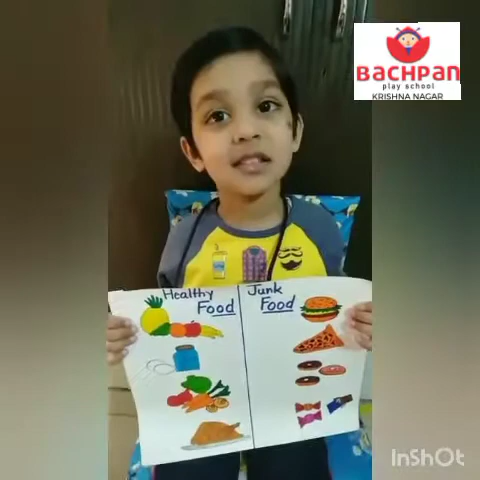 BACHPAN
play school
KRISHNA NAGAR
Healthy
Food
Junk
Food
InShOt